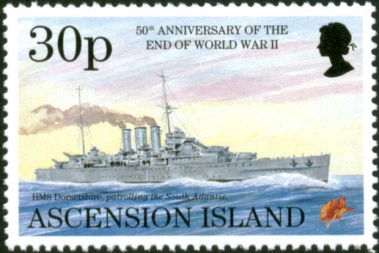 30p
50th ANNIVERSARY OF THE
END OF WORLD WAR II
HMS Dorsetshire, patrolling the South Atlantic.
ASCENSION ISLAND